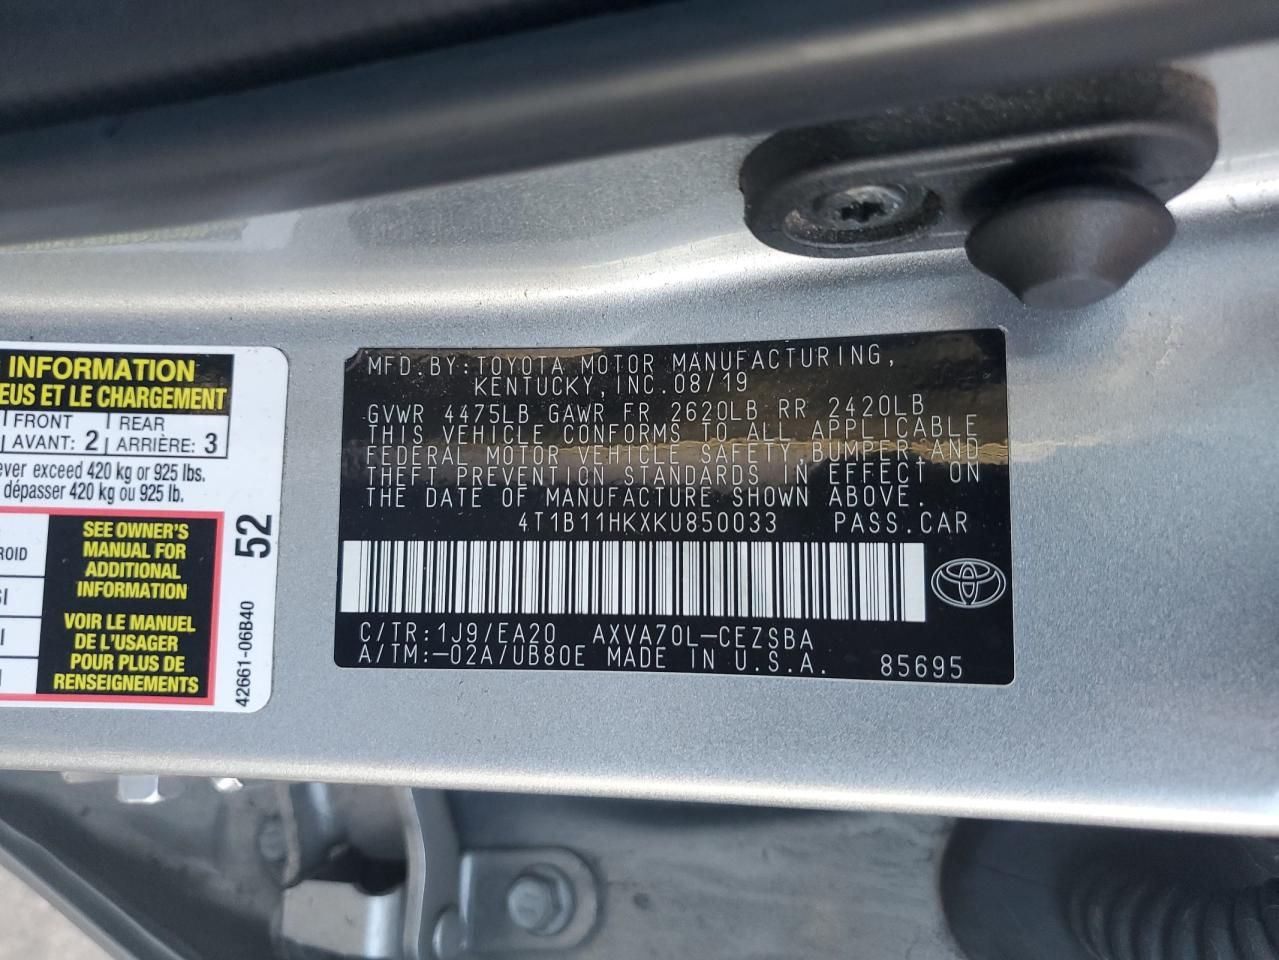 INFORMATION
EUS ET LE CHARGEMENT
FRONT
AVANT: 2
REAR
ARRIÈRE: 3
ever exceed 420 kg or 925 lbs.
dépasser 420 kg ou 925 lb.
ROID
SI
I
I
SEE OWNER'S
MANUAL FOR
ADDITIONAL
INFORMATION
VOIR LE MANUEL
DE L'USAGER
POUR PLUS DE
RENSEIGNEMENTS
52
42661-06B40
MFD.BY:TOYOTA MOTOR MANUFACTURING,
KENTUCKY, INC.08/19
GVWR 4475LB GAWR FR 2620LB RR 2420LB
THIS VEHICLE CONFORMS TO ALL APPLICABLE
FEDERAL MOTOR VEHICLE SAFETY BUMPER AND
THEFT PREVENTION STANDARDS IN EFFECT ON
THE DATE OF MANUFACTURE SHOWN ABOVE.
4T1B11HKXKU850033 PASS.CAR
C/TR:1J9/EA20 AXVA70L-CEZSBA
A/TM:-02A/UB80E MADE IN U.S.A. 85695